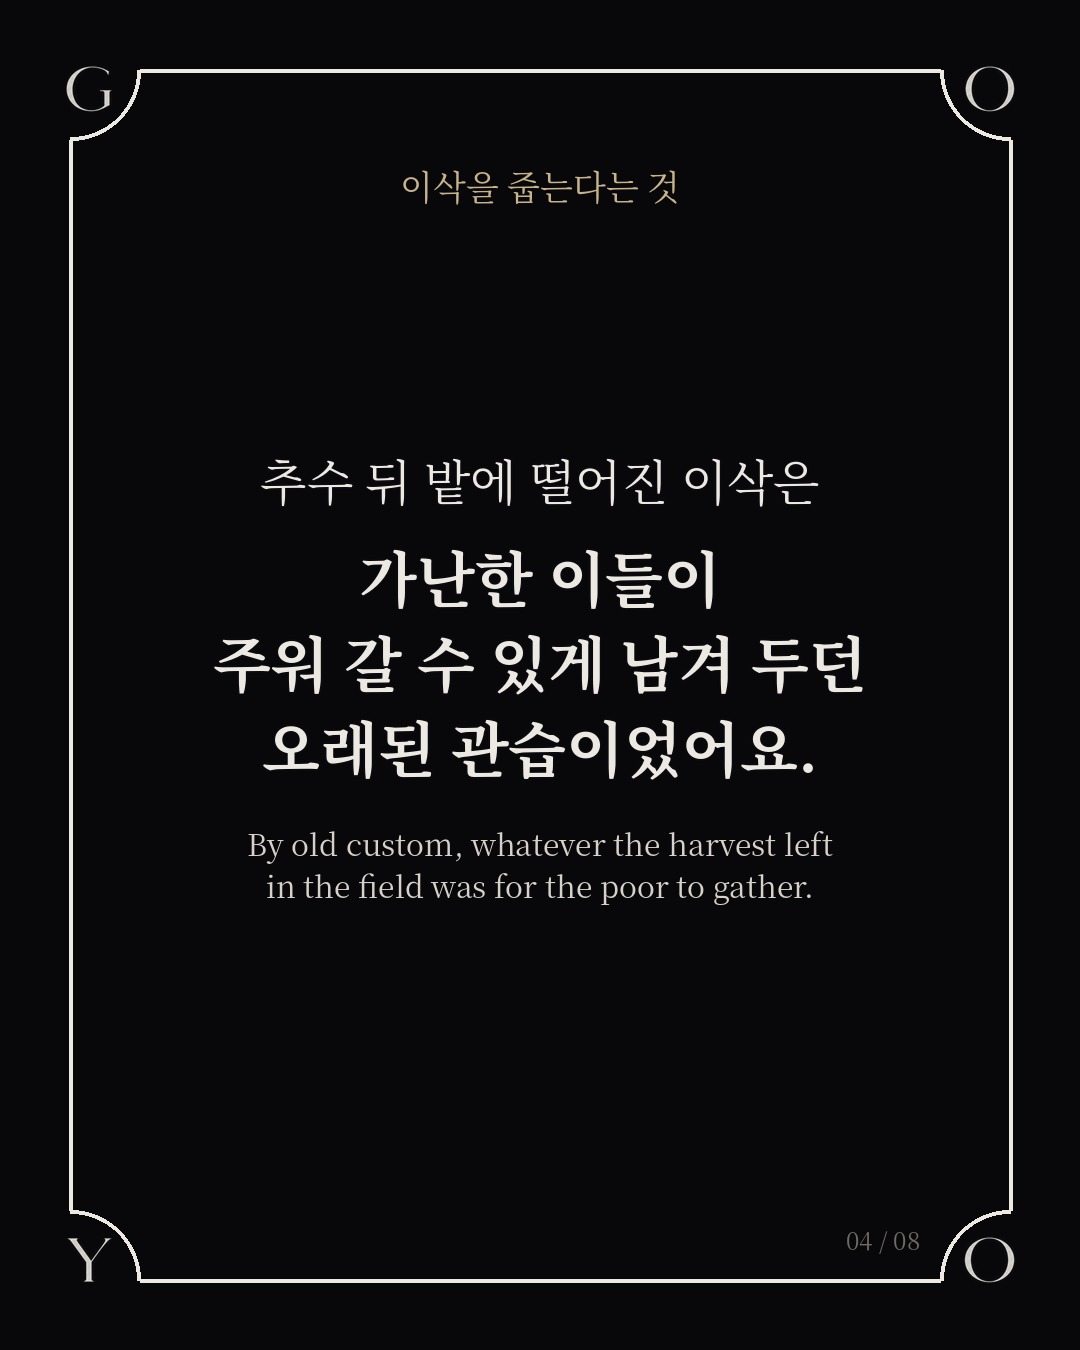 G O
이삭을 줍는다는 것
추수 뒤 밭에 떨어진 이삭은
가난한 이들이
주워 갈 수 있게 남겨 두던
오래된 관습이었어요.
By old custom, whatever the harvest left
in the field was for the poor to gather.
04 / 08
Y O